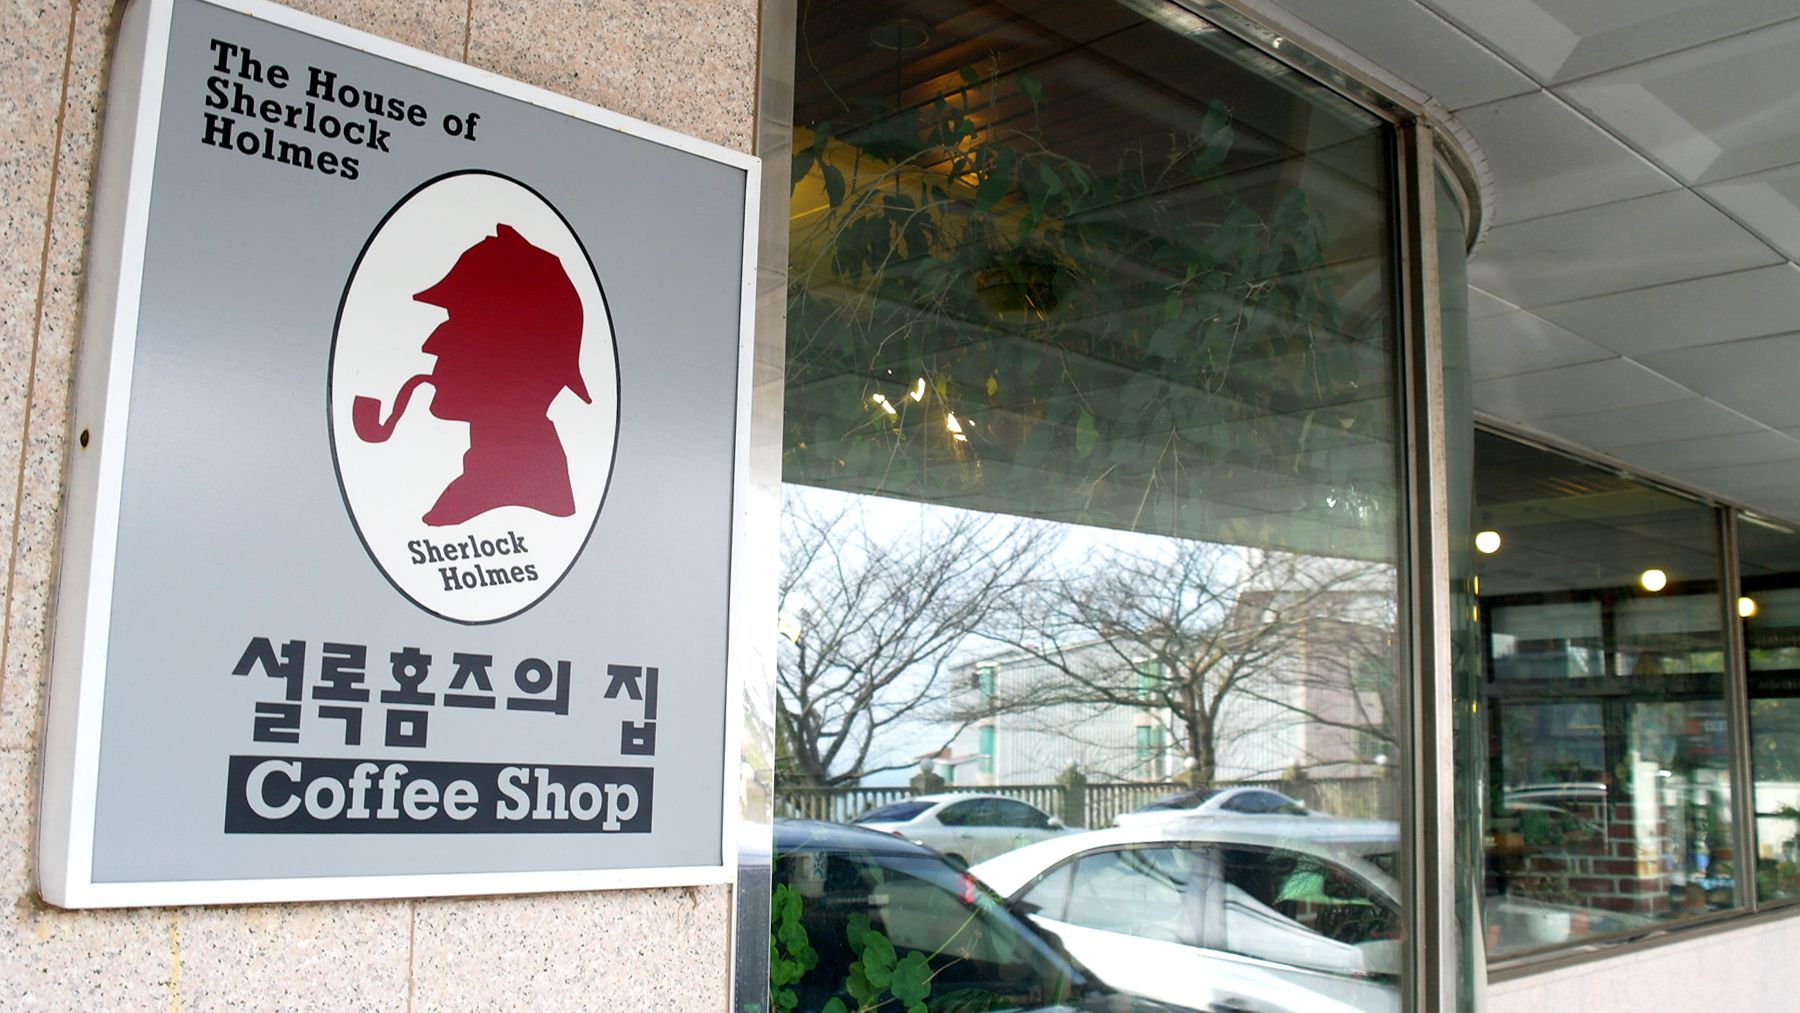 The House of
Sherlock
Holmes
Sherlock
Holmes
셜록홈즈의 집
Coffee Shop